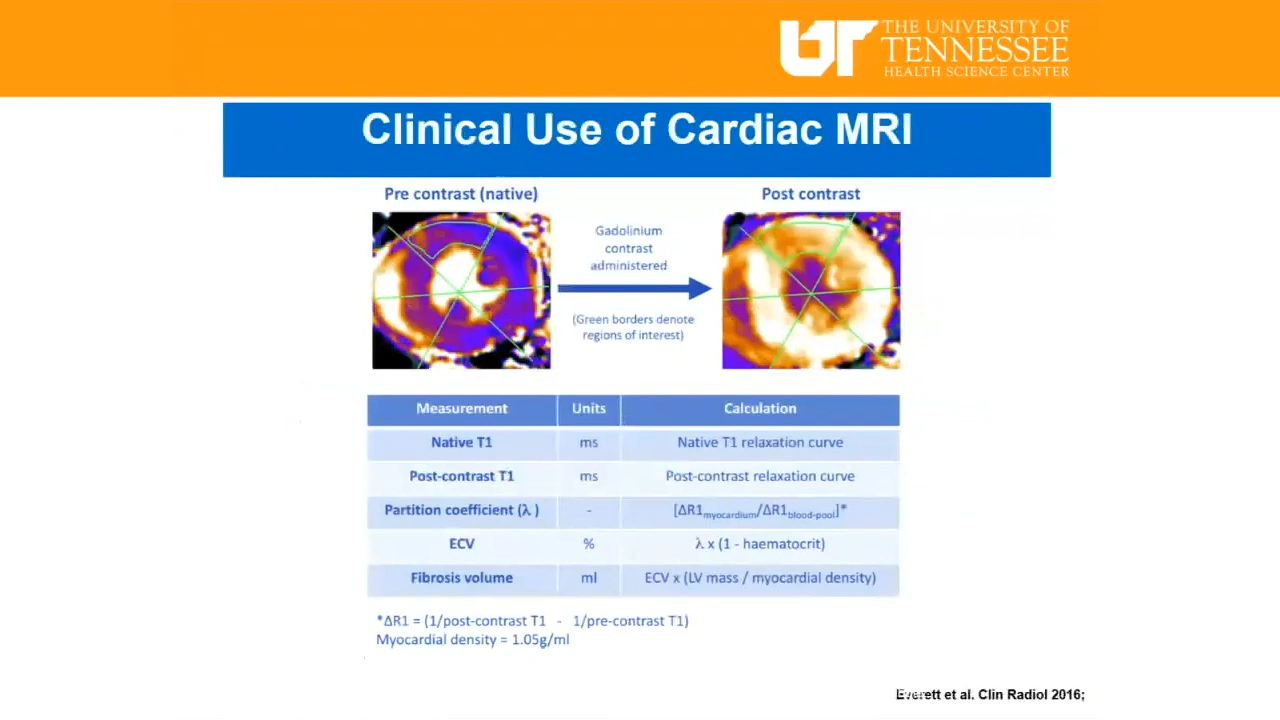 THE UNIVERSITY OF
TENNESSEE
HEALTH SCIENCE CENTER
UT
Clinical Use of Cardiac MRI
Pre contrast (native)
Post contrast
Gadolinium
contrast
administered
(Green borders denote
regions of interest)
Measurement Units Calculation
Native T1 ms Native T1 relaxation curve
Post-contrast T1 ms Post-contrast relaxation curve
Partition coefficient (λ ) - [ΔR1myocardium/ΔR1blood-pool]*
ECV % λ x (1 - haematocrit)
Fibrosis volume ml ECV x (LV mass / myocardial density)
*ΔR1 = (1/post-contrast T1 - 1/pre-contrast T1)
Myocardial density = 1.05g/ml
Everett et al. Clin Radiol 2016;